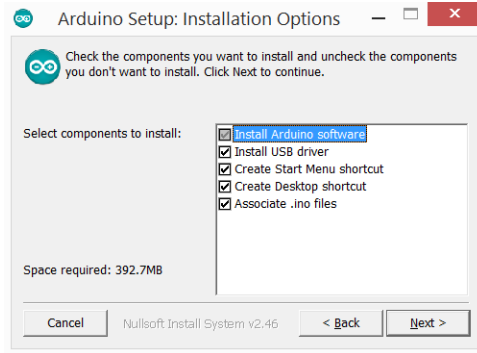 Arduino Setup: Installation Options
Check the components you want to install and uncheck the components
you don't want to install. Click Next to continue.
Select components to install:
Install Arduino software
Install USB driver
Create Start Menu shortcut
Create Desktop shortcut
Associate .ino files
Space required: 392.7MB
Cancel
Nullsoft Install System v2.46
< Back
Next >